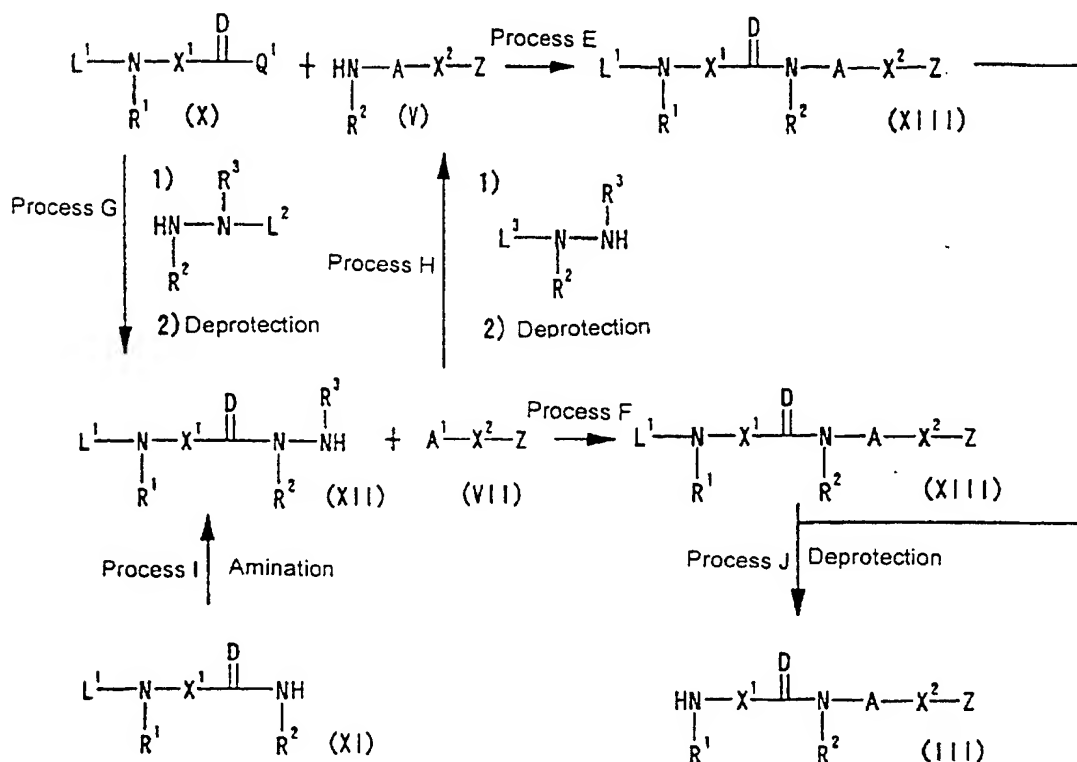 D
L¹—N—X¹—Q¹ + HN—A—X²—Z Process E L¹—N—X¹—N—A—X²—Z
D
R¹ (X) R² (V) R¹ R² (XIII)
Process G 1) R³ HN—N—L² R²
2) Deprotection
Process H 1) R³ L³—N—NH R²
2) Deprotection
D R³
L¹—N—X¹—N—NH + A¹—X²—Z Process F L¹—N—X¹—N—A—X²—Z
D
R¹ R² (XII) (VII) R¹ R² (XIII)
Process I Amination
Process J Deprotection
D
L¹—N—X¹—NH
R¹ R² (XI)
D
HN—X¹—N—A—X²—Z
R¹ R² (III)